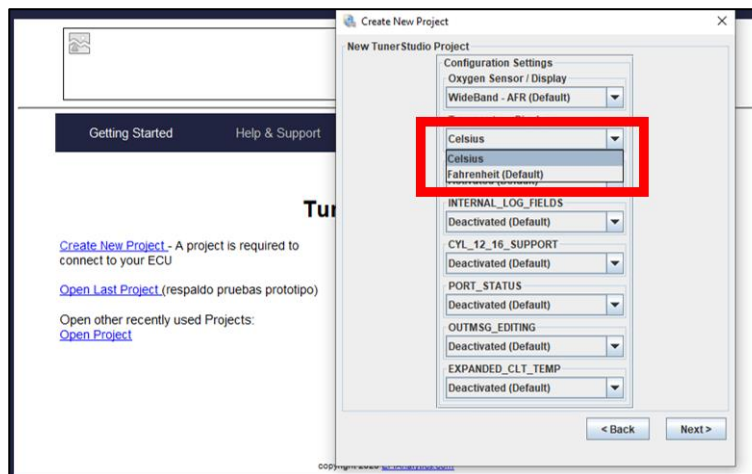 Create New Project
New TunerStudio Project
Configuration Settings
Oxygen Sensor / Display
WideBand - AFR (Default)
Celsius
Celsius
Fahrenheit (Default)
INTERNAL_LOG_FIELDS
Deactivated (Default)
CYL_12_16_SUPPORT
Deactivated (Default)
PORT_STATUS
Deactivated (Default)
OUTMSG_EDITING
Deactivated (Default)
EXPANDED_CLT_TEMP
Deactivated (Default)
< Back
Next >
Getting Started
Help & Support
Tu
Create New Project - A project is required to
connect to your ECU
Open Last Project (respaldo pruebas prototipo)
Open other recently used Projects:
Open Project